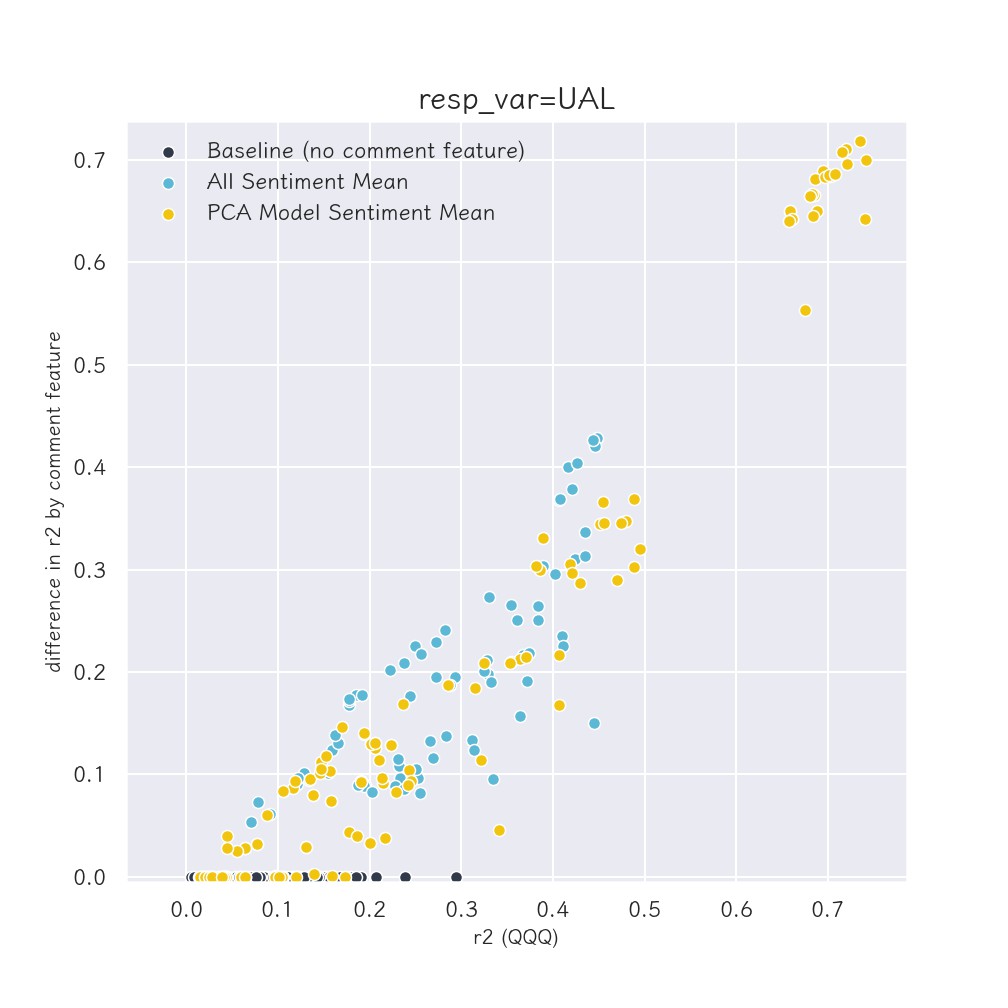 resp_var=UAL
Baseline (no comment feature)
All Sentiment Mean
PCA Model Sentiment Mean
difference in r2 by comment feature
0.7
0.6
0.5
0.4
0.3
0.2
0.1
0.0
0.0 0.1 0.2 0.3 0.4 0.5 0.6 0.7
r2 (QQQ)